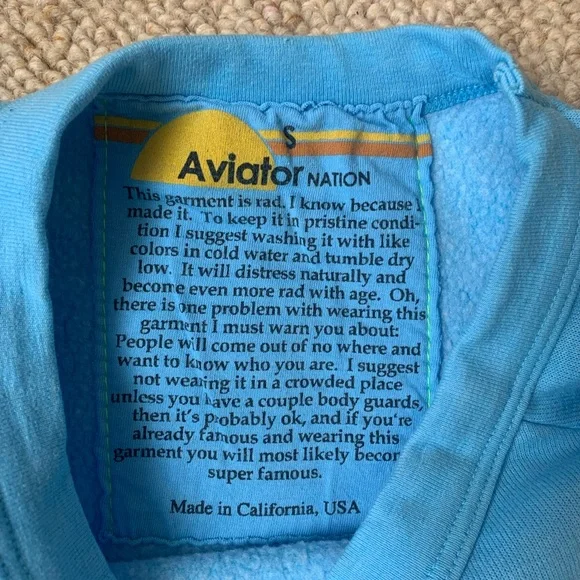 S
Aviator NATION
This garment is rad. I know because I
made it. To keep it in pristine condi-
tion I suggest washing it with like
colors in cold water and tumble dry
low. It will distress naturally and
become even more rad with age. Oh,
there is one problem with wearing this
garment I must warn you about:
People will come out of no where and
want to know who you are. I suggest
not wearing it in a crowded place
unless you have a couple body guards,
then it's probably ok, and if you're
already famous and wearing this
garment you will most likely become
super famous.
Made in California, USA